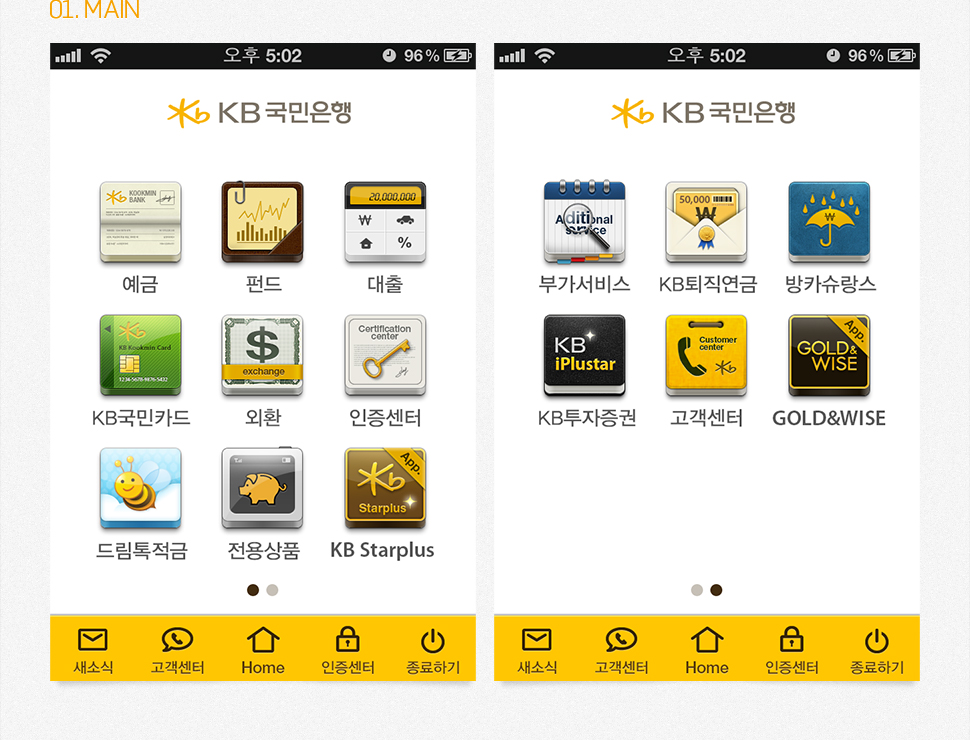 01. MAIN
오후 5:02
96%
Kb KB 국민은행
KOOKMIN
BANK
20,000,000
₩
%
예금
펀드
대출
KB Kookmin Card
1234-5678-9876-5432
$
exchange
Certification
center
KB국민카드
외환
인증센터
App.
Kb
Starplus
드림톡적금
전용상품
KB Starplus
새소식
고객센터
Home
인증센터
종료하기
오후 5:02
96%
Kb KB 국민은행
Aditional
service
50,000
₩
₩
부가서비스
KB퇴직연금
방카슈랑스
KB
iPlustar
Customer
center
Kb
App.
GOLD&
WISE
KB투자증권
고객센터
GOLD&WISE
새소식
고객센터
Home
인증센터
종료하기